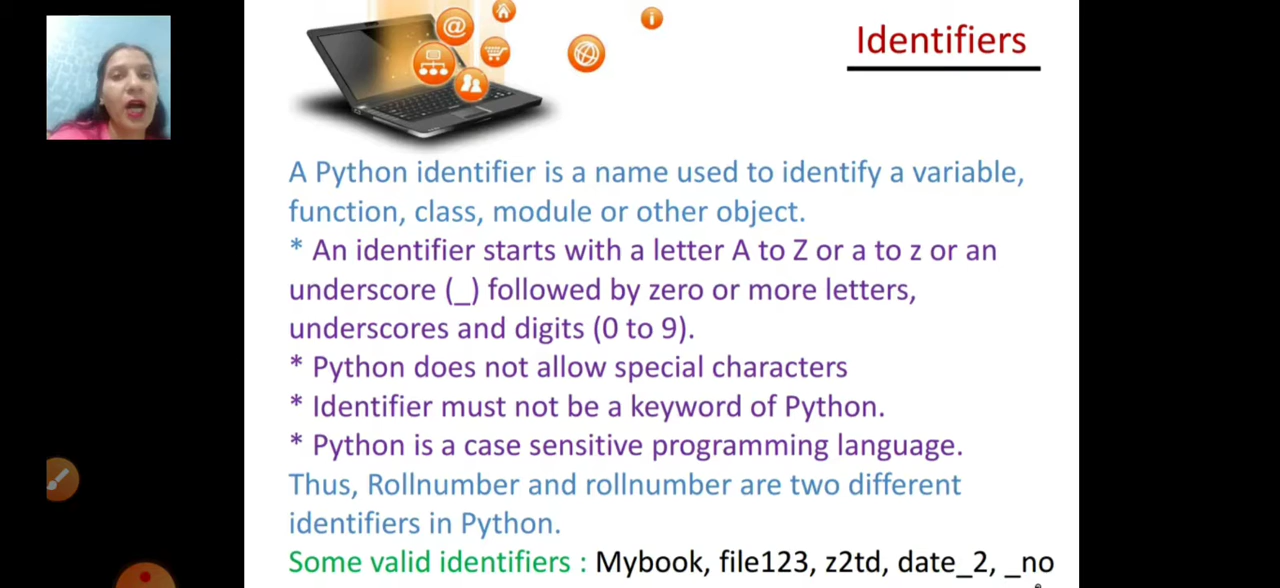 Identifiers
A Python identifier is a name used to identify a variable,
function, class, module or other object.
* An identifier starts with a letter A to Z or a to z or an
underscore (_) followed by zero or more letters,
underscores and digits (0 to 9).
* Python does not allow special characters
* Identifier must not be a keyword of Python.
* Python is a case sensitive programming language.
Thus, Rollnumber and rollnumber are two different
identifiers in Python.
Some valid identifiers : Mybook, file123, z2td, date_2, _no